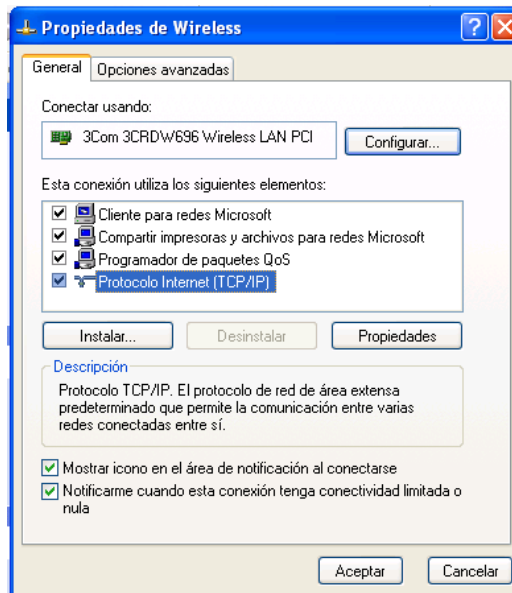 Propiedades de Wireless
General Opciones avanzadas
Conectar usando:
3Com 3CRDW696 Wireless LAN PCI Configurar...
Esta conexión utiliza los siguientes elementos:
Cliente para redes Microsoft
Compartir impresoras y archivos para redes Microsoft
Programador de paquetes QoS
Protocolo Internet (TCP/IP)
Instalar... Desinstalar Propiedades
Descripción
Protocolo TCP/IP. El protocolo de red de área extensa
predeterminado que permite la comunicación entre varias
redes conectadas entre sí.
Mostrar icono en el área de notificación al conectarse
Notificarme cuando esta conexión tenga conectividad limitada o
nula
Aceptar Cancelar